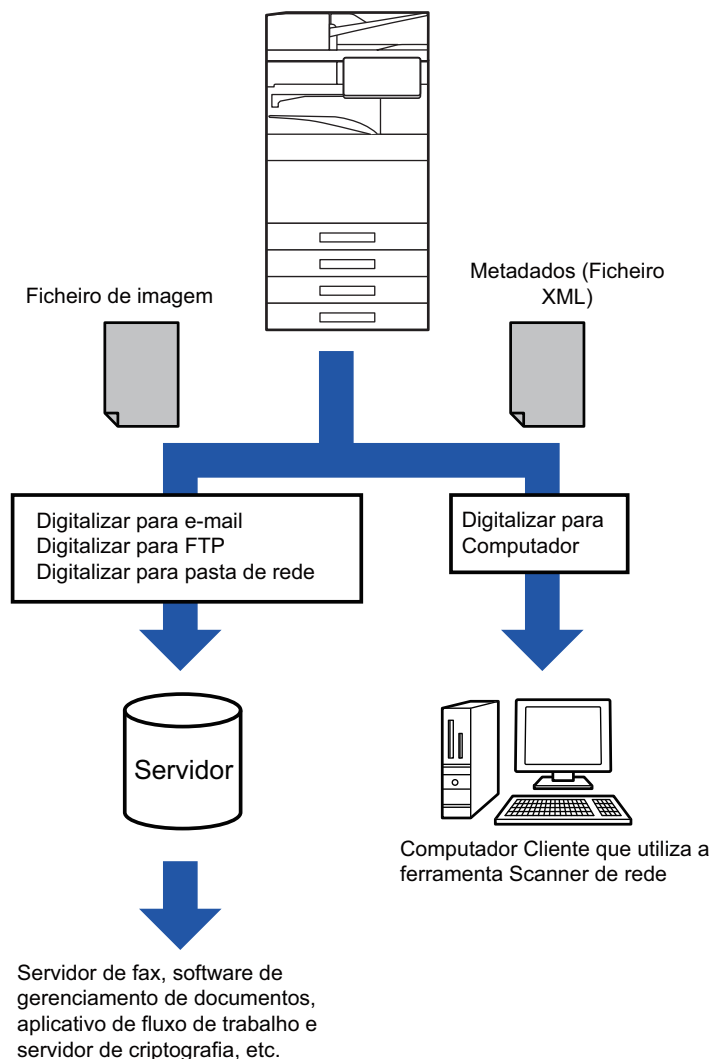 Ficheiro de imagem
Metadados (Ficheiro
XML)
Digitalizar para e-mail
Digitalizar para FTP
Digitalizar para pasta de rede
Digitalizar para
Computador
Servidor
Computador Cliente que utiliza a
ferramenta Scanner de rede
Servidor de fax, software de
gerenciamento de documentos,
aplicativo de fluxo de trabalho e
servidor de criptografia, etc.